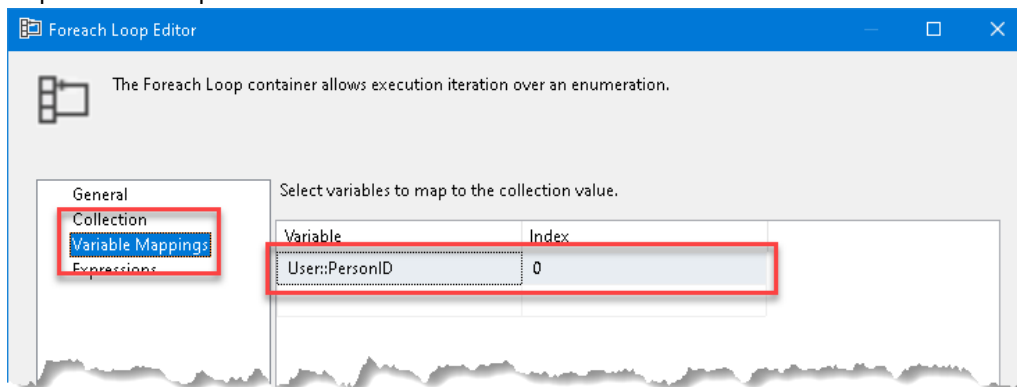 Foreach Loop Editor
The Foreach Loop container allows execution iteration over an enumeration.
General
Collection
Variable Mappings
Expressions
Select variables to map to the collection value.
Variable Index
User::PersonID 0